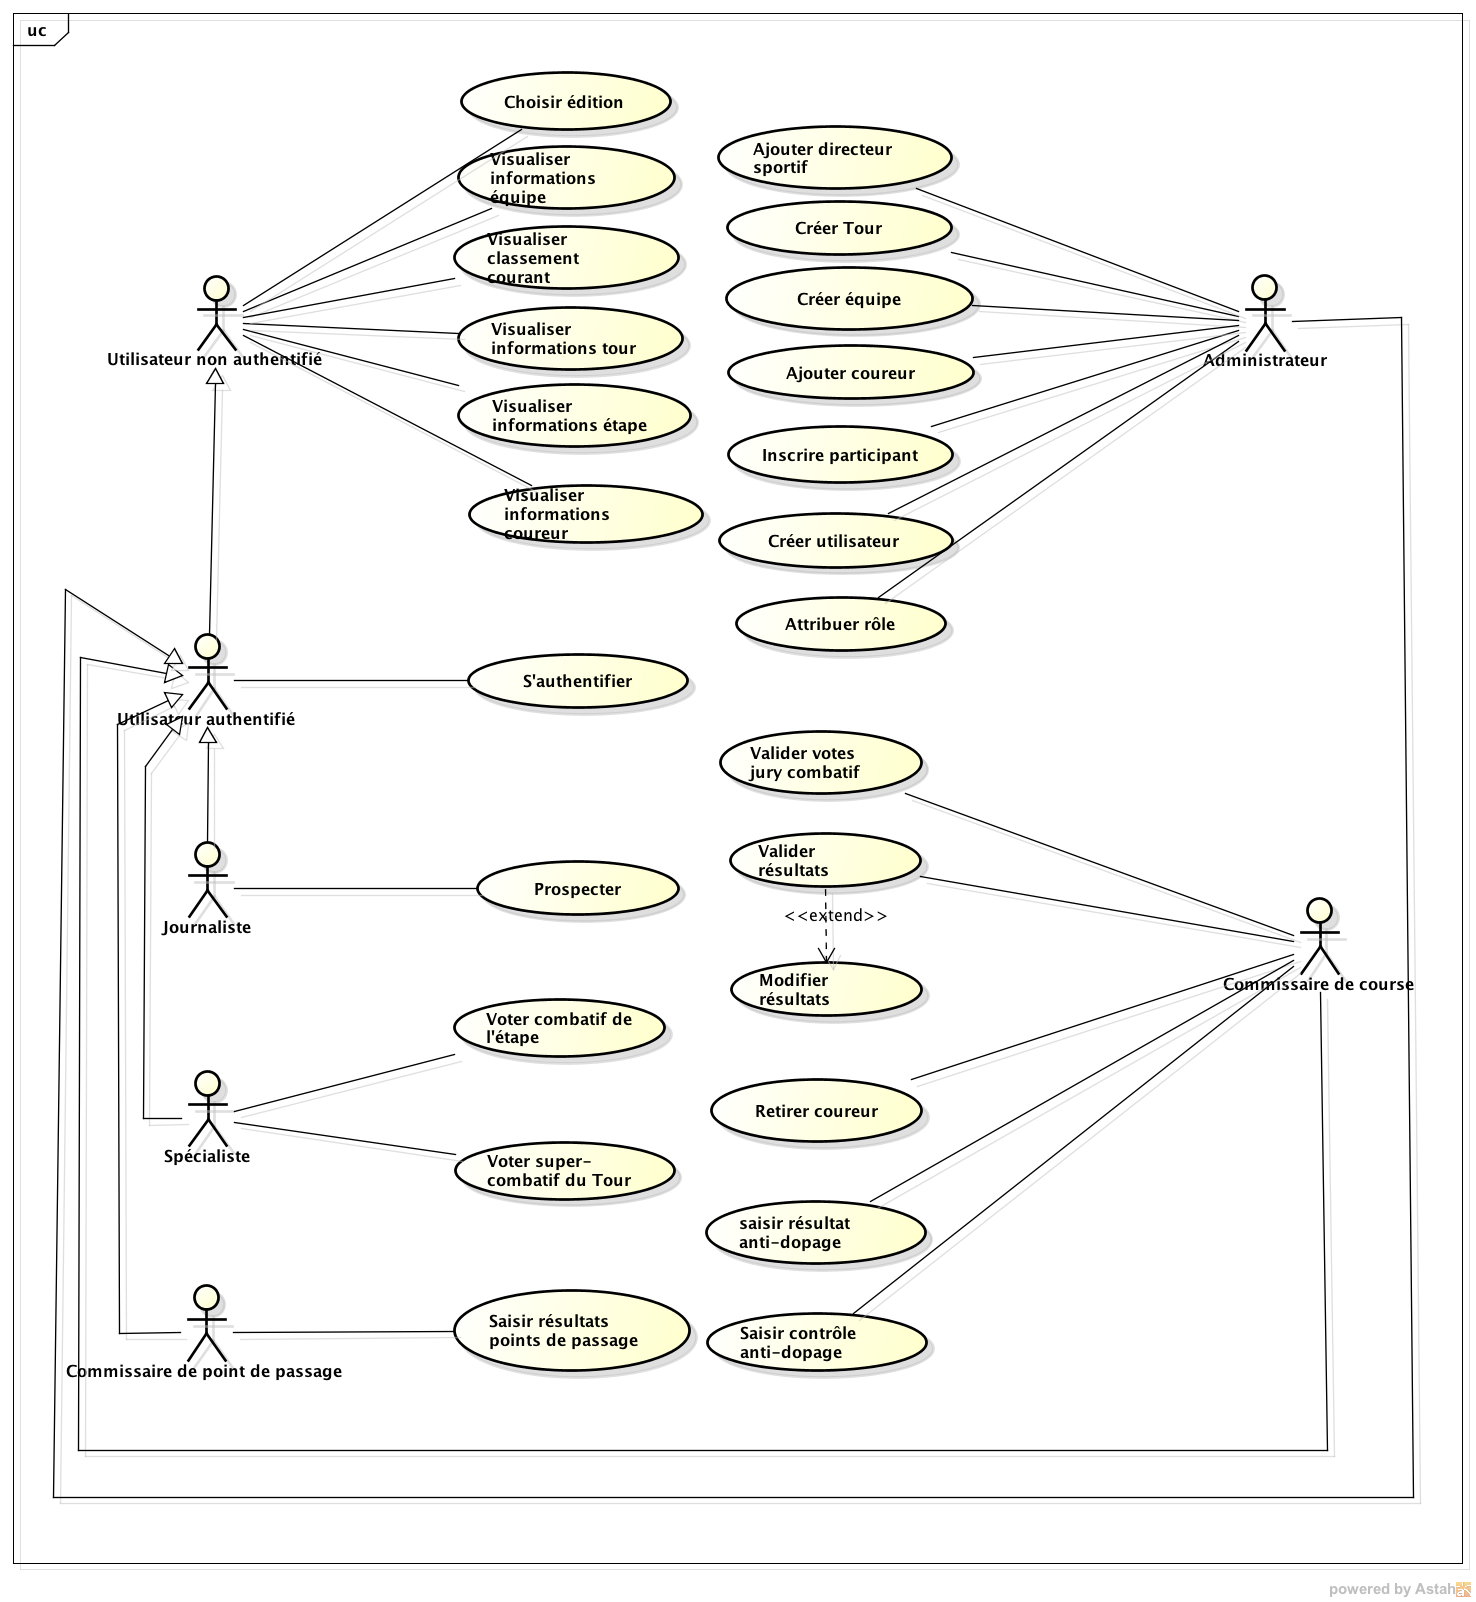 uc
Choisir édition
Visualiser
informations
équipe
Visualiser
classement
courant
Visualiser
informations tour
Visualiser
informations étape
Visualiser
informations
coureur
Utilisateur non authentifié
Ajouter directeur
sportif
Créer Tour
Créer équipe
Ajouter coureur
Inscrire participant
Créer utilisateur
Attribuer rôle
Administrateur
Utilisateur authentifié
S'authentifier
Journaliste
Prospecter
Valider votes
jury combatif
Valider
résultats
<<extend>>
Modifier
résultats
Commissaire de course
Voter combatif de
l'étape
Spécialiste
Voter super-
combatif du Tour
Retirer coureur
saisir résultat
anti-dopage
Saisir résultats
points de passage
Commissaire de point de passage
Saisir contrôle
anti-dopage
powered by Astah